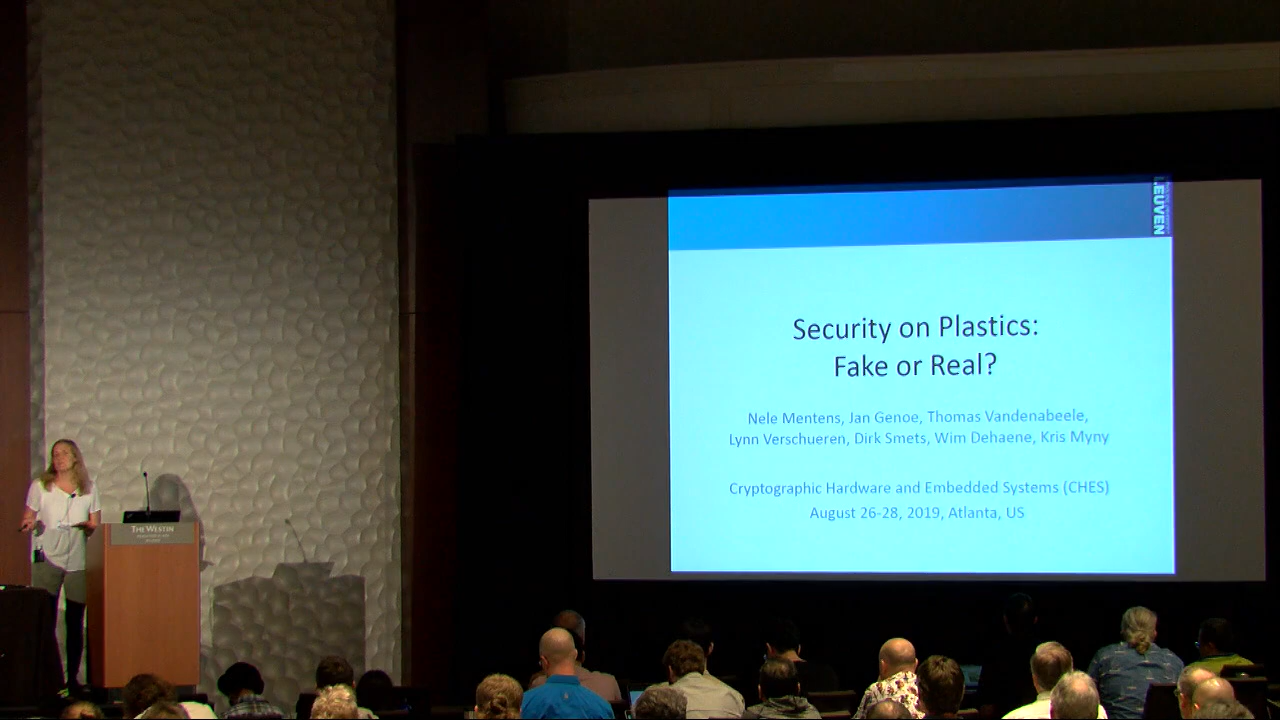 LEUVEN
Security on Plastics:
Fake or Real?
Nele Mentens, Jan Genoe, Thomas Vandenabeele,
Lynn Verschueren, Dirk Smets, Wim Dehaene, Kris Myny
Cryptographic Hardware and Embedded Systems (CHES)
August 26-28, 2019, Atlanta, US
THE WESTIN